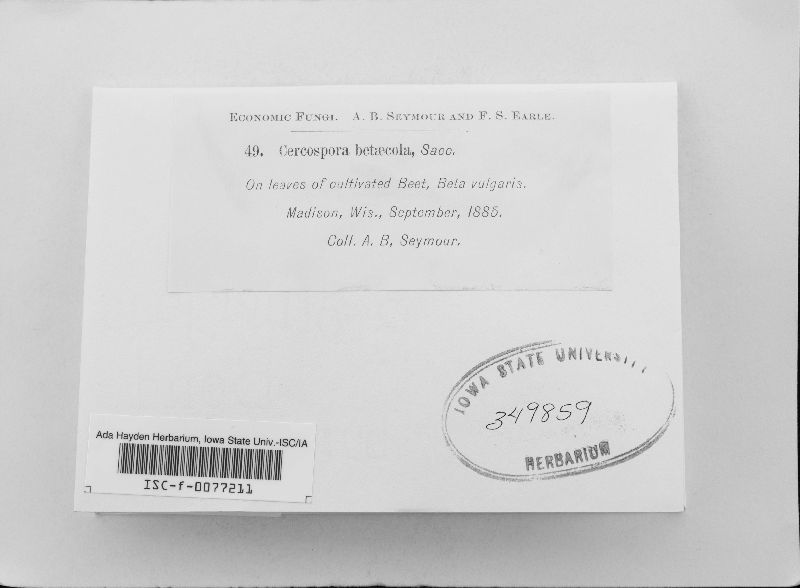 ECONOMIC FUNGI. A. B. SEYMOUR AND F. S. EARLE.
49. Cercospora betæcola, Sacc.
On leaves of cultivated Beet, Beta vulgaris.
Madison, Wis., September, 1885.
Coll. A. B, Seymour.
IOWA STATE UNIVERSITY
349859
HERBARIUM
Ada Hayden Herbarium, Iowa State Univ.-ISC/IA
ISC-f-0077211